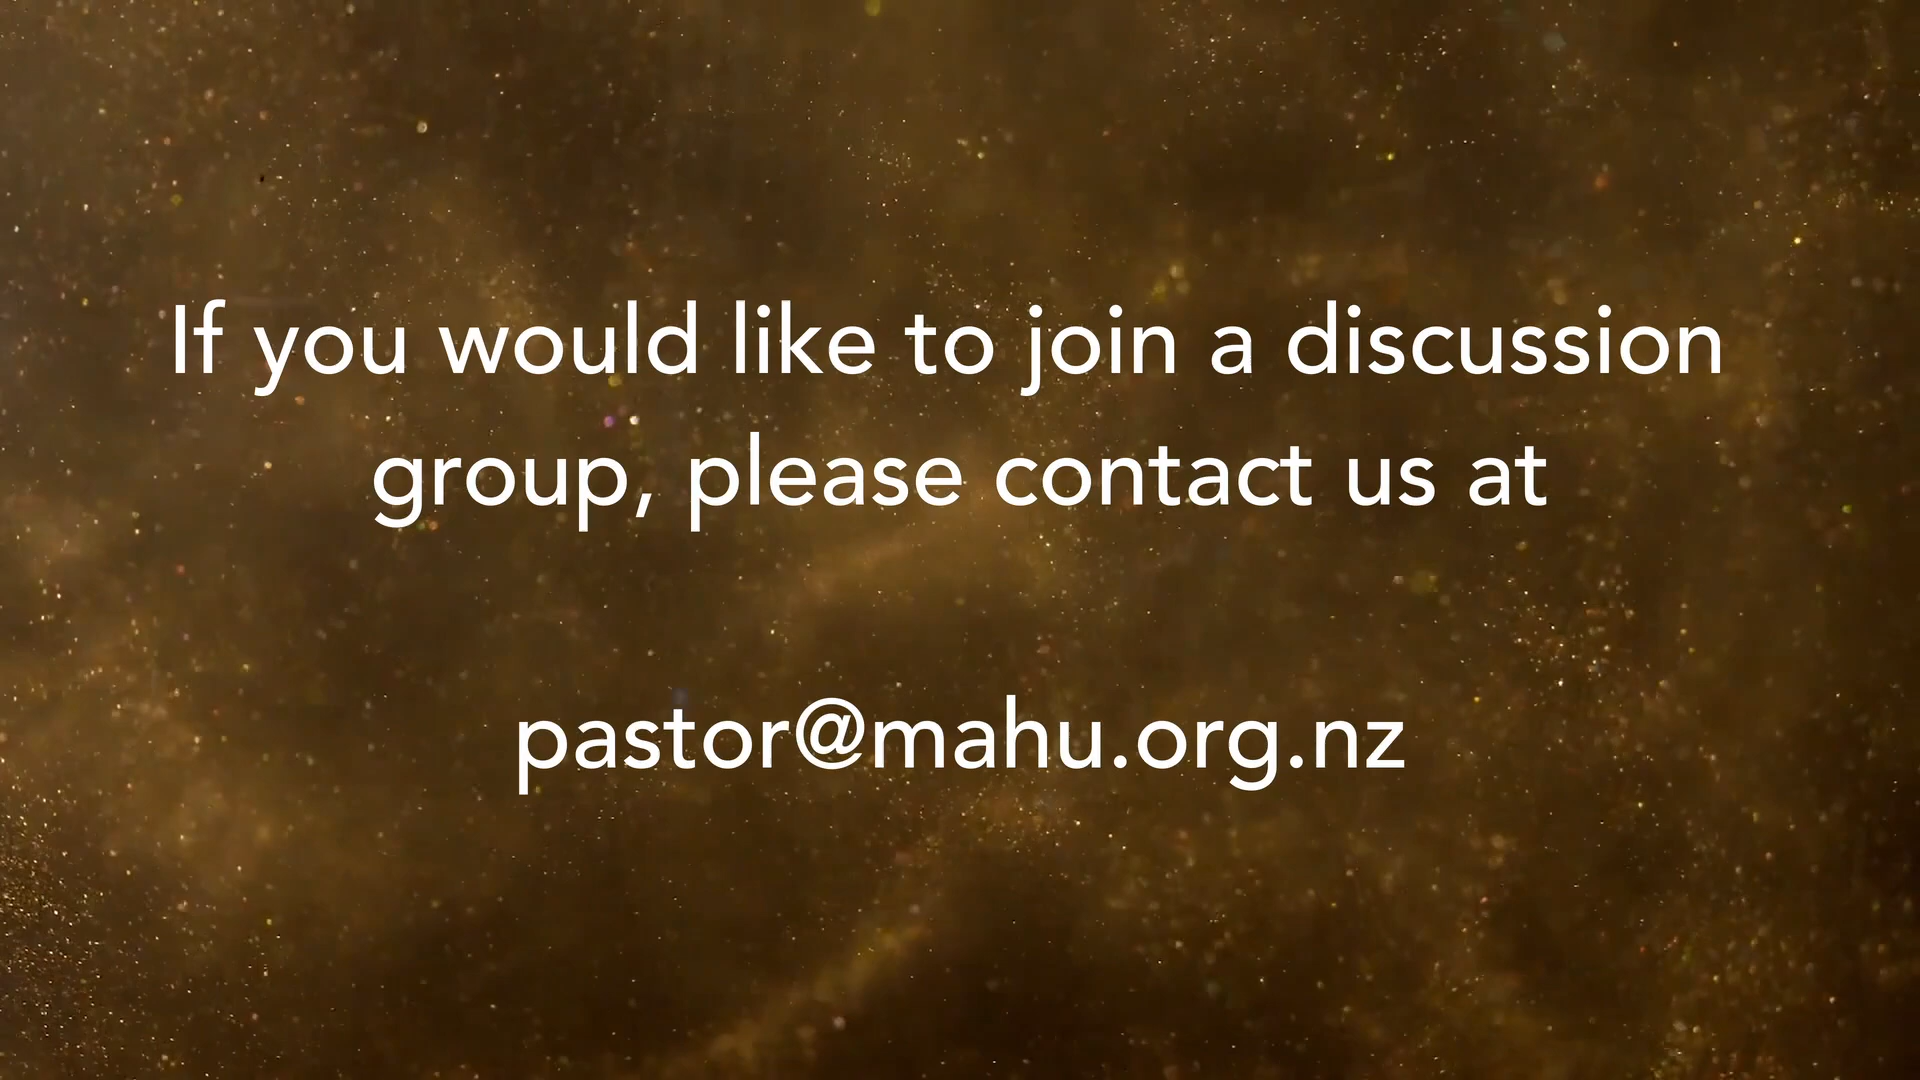 If you would like to join a discussion
group, please contact us at
pastor@mahu.org.nz